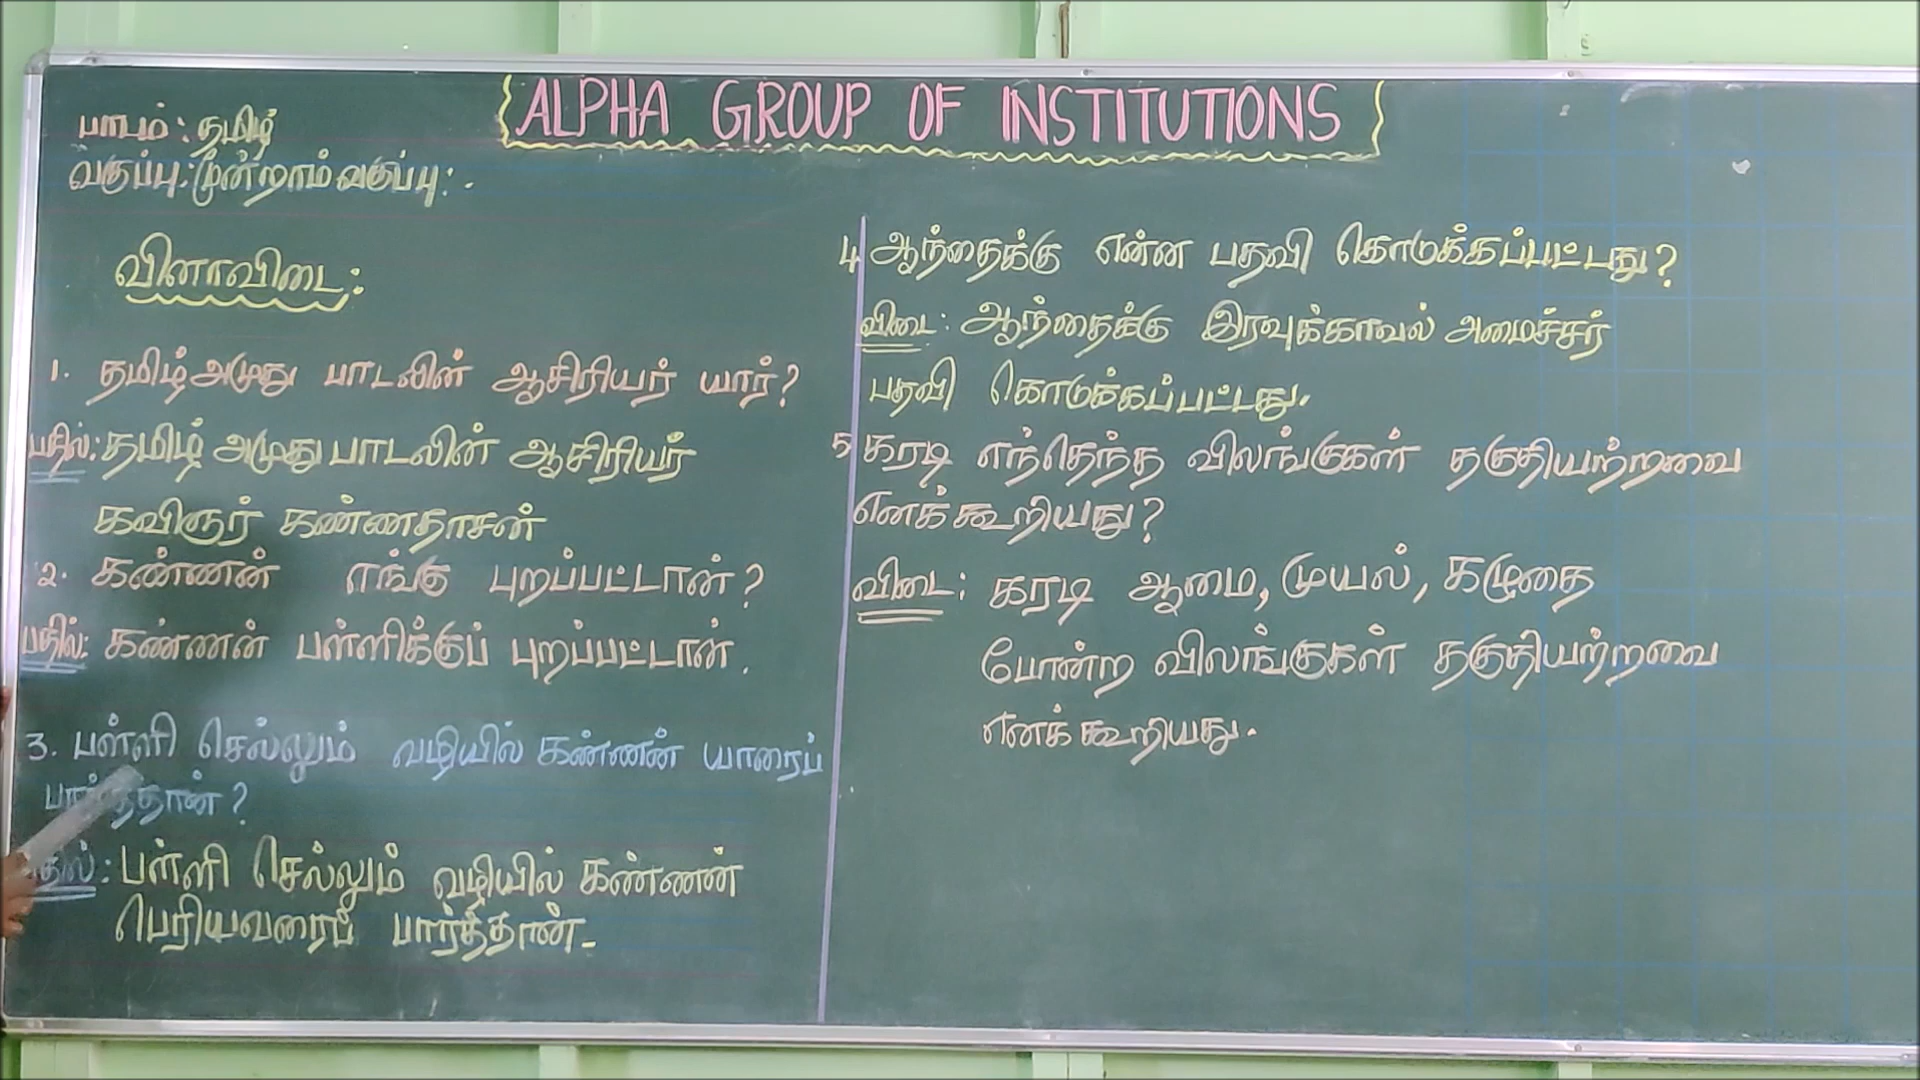 ALPHA GROUP OF INSTITUTIONS
பாடம் : தமிழ்
வகுப்பு: மூன்றாம் வகுப்பு: .
வினாவிடை:
1. தமிழ் அமுது பாடலின் ஆசிரியர் யார்?
பதில்: தமிழ் அமுது பாடலின் ஆசிரியர்
கவிஞர் கண்ணதாசன்
2. கண்ணன் எங்கு புறப்பட்டான்?
பதில்: கண்ணன் பள்ளிக்குப் புறப்பட்டான்.
3. பள்ளி செல்லும் வழியில் கண்ணன் யாரைப்
பார்த்தான்?
பதில்: பள்ளி செல்லும் வழியில் கண்ணன்
பெரியவரைப் பார்த்தான்.
4. ஆந்தைக்கு என்ன பதவி கொடுக்கப்பட்டது?
விடை: ஆந்தைக்கு இரவுக்காவல் அமைச்சர்
பதவி கொடுக்கப்பட்டது.
5 கரடி எந்தெந்த விலங்குகள் தகுதியற்றவை
எனக் கூறியது?
விடை: கரடி ஆமை, முயல், கழுதை
போன்ற விலங்குகள் தகுதியற்றவை
எனக் கூறியது.